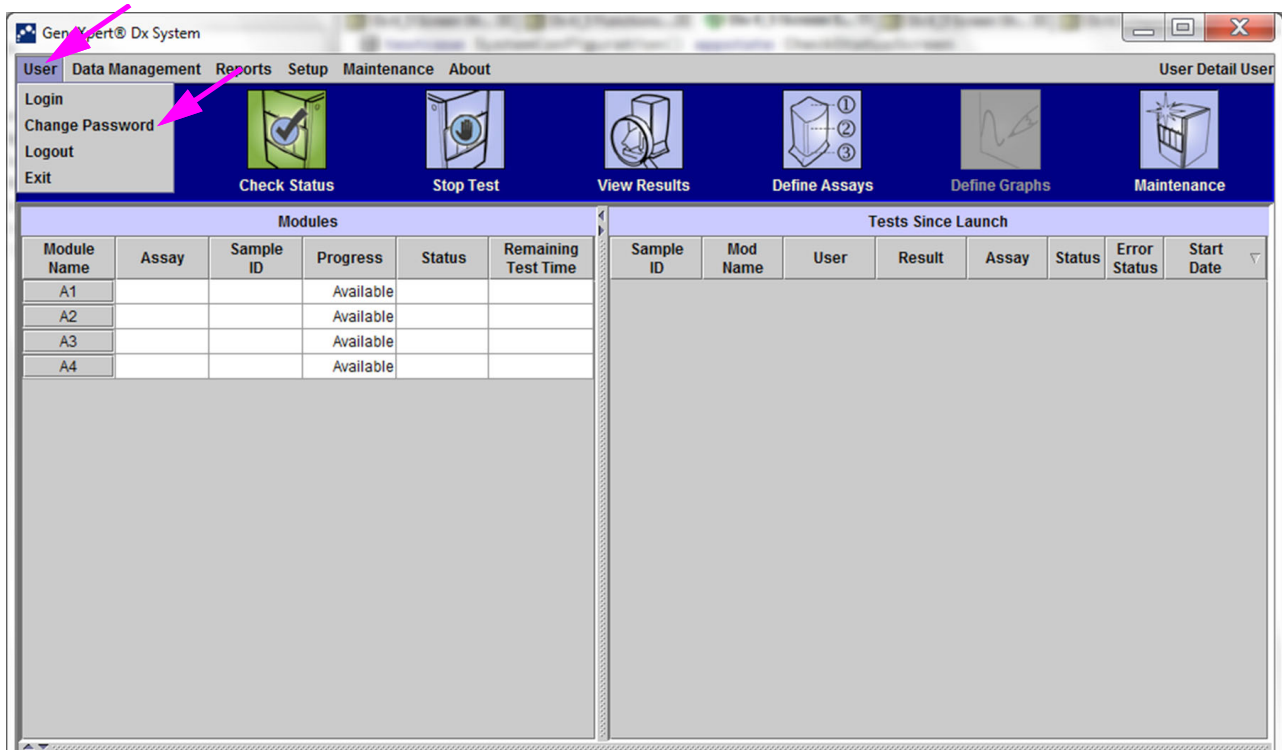 GeneXpert® Dx System
User Data Management Reports Setup Maintenance About User Detail User
Login
Change Password
Logout
Exit
Check Status Stop Test View Results Define Assays Define Graphs Maintenance
①
②
③
Modules
Module Name Assay Sample ID Progress Status Remaining Test Time
A1 Available
A2 Available
A3 Available
A4 Available
Tests Since Launch
Sample ID Mod Name User Result Assay Status Error Status Start Date